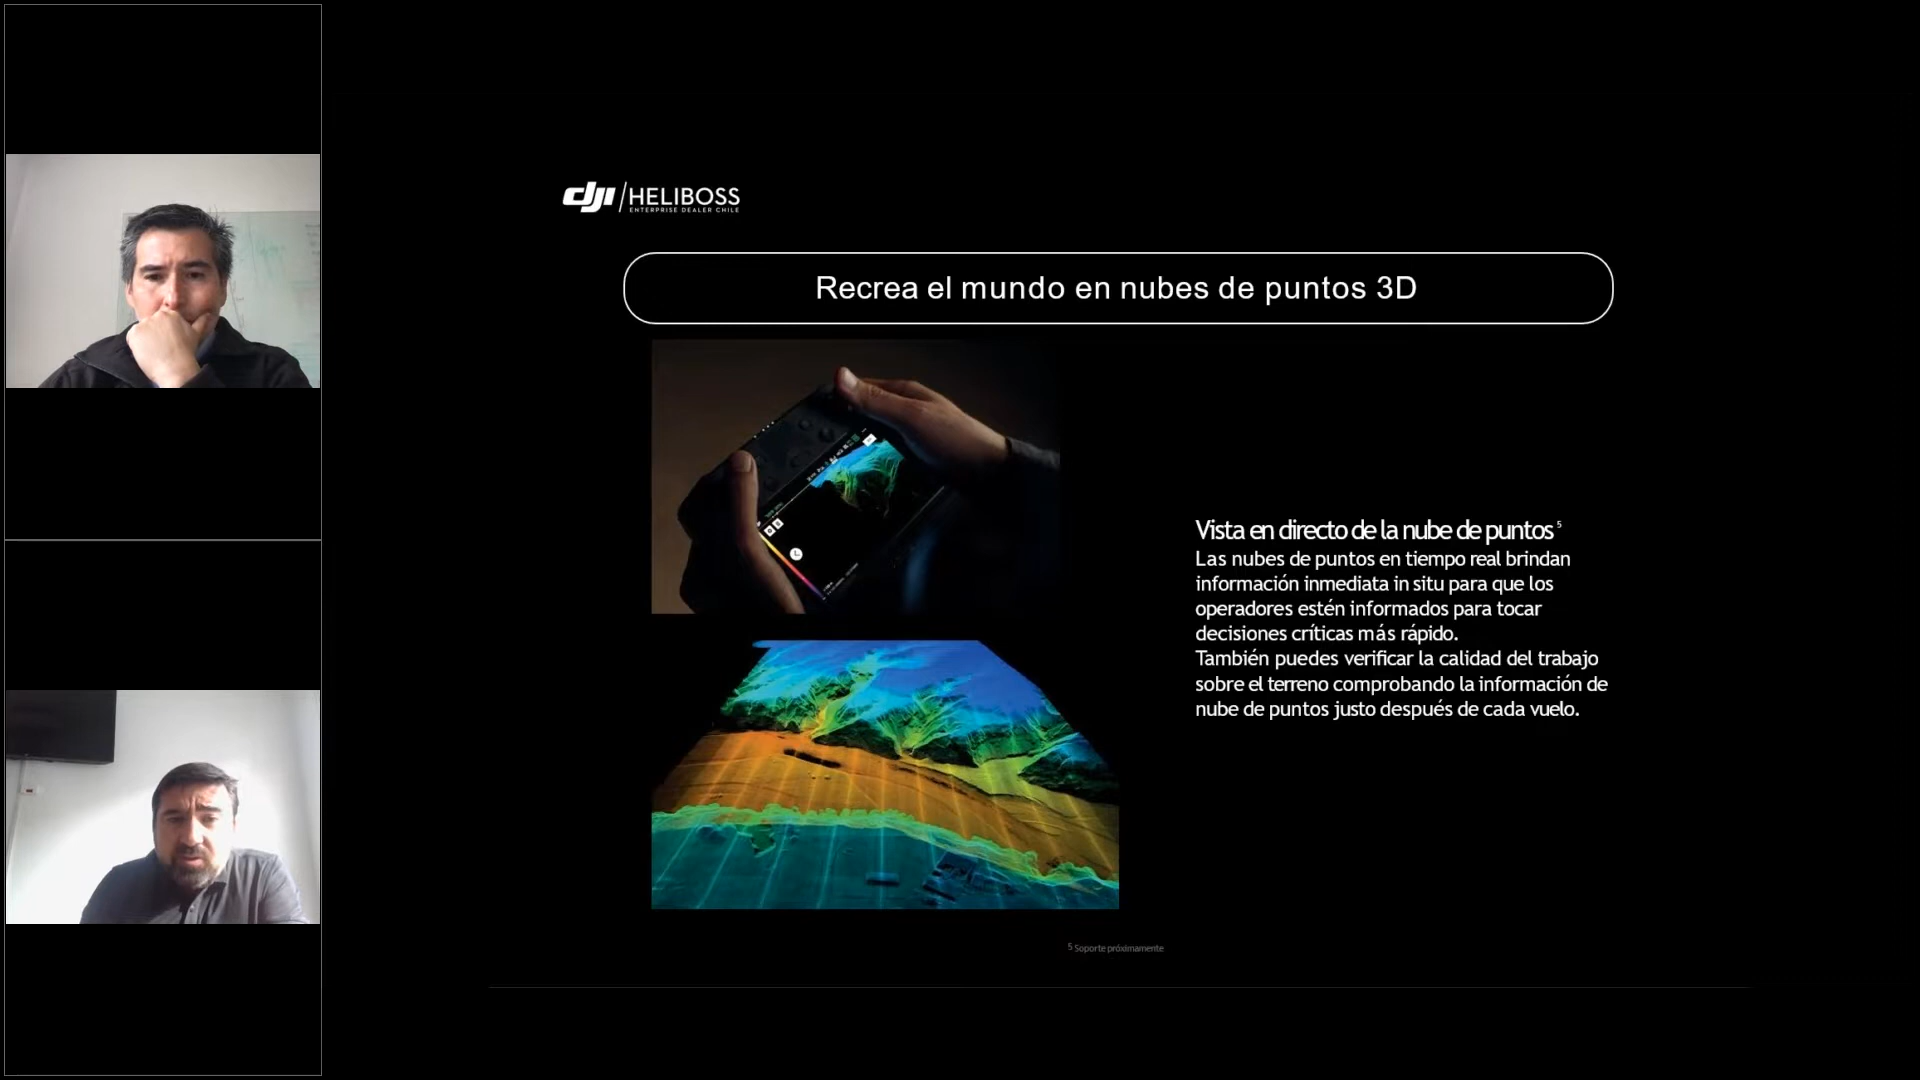 dji / HELIBOSS
ENTERPRISE DEALER CHILE
Recrea el mundo en nubes de puntos 3D
Vista en directo de la nube de puntos ⁵
Las nubes de puntos en tiempo real brindan
información inmediata in situ para que los
operadores estén informados para tocar
decisiones críticas más rápido.
También puedes verificar la calidad del trabajo
sobre el terreno comprobando la información de
nube de puntos justo después de cada vuelo.
⁵ Soporte próximamente